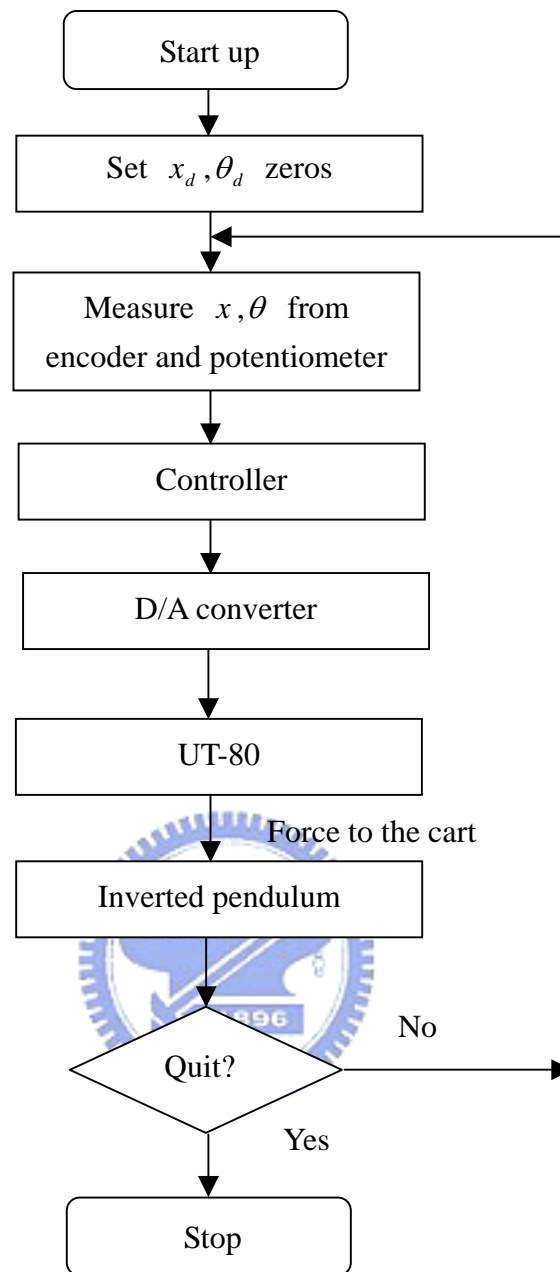 Start up
Set x_d , θ_d zeros
Measure x , θ from
encoder and potentiometer
Controller
D/A converter
UT-80
Force to the cart
Inverted pendulum
1896
No
Quit?
Yes
Stop